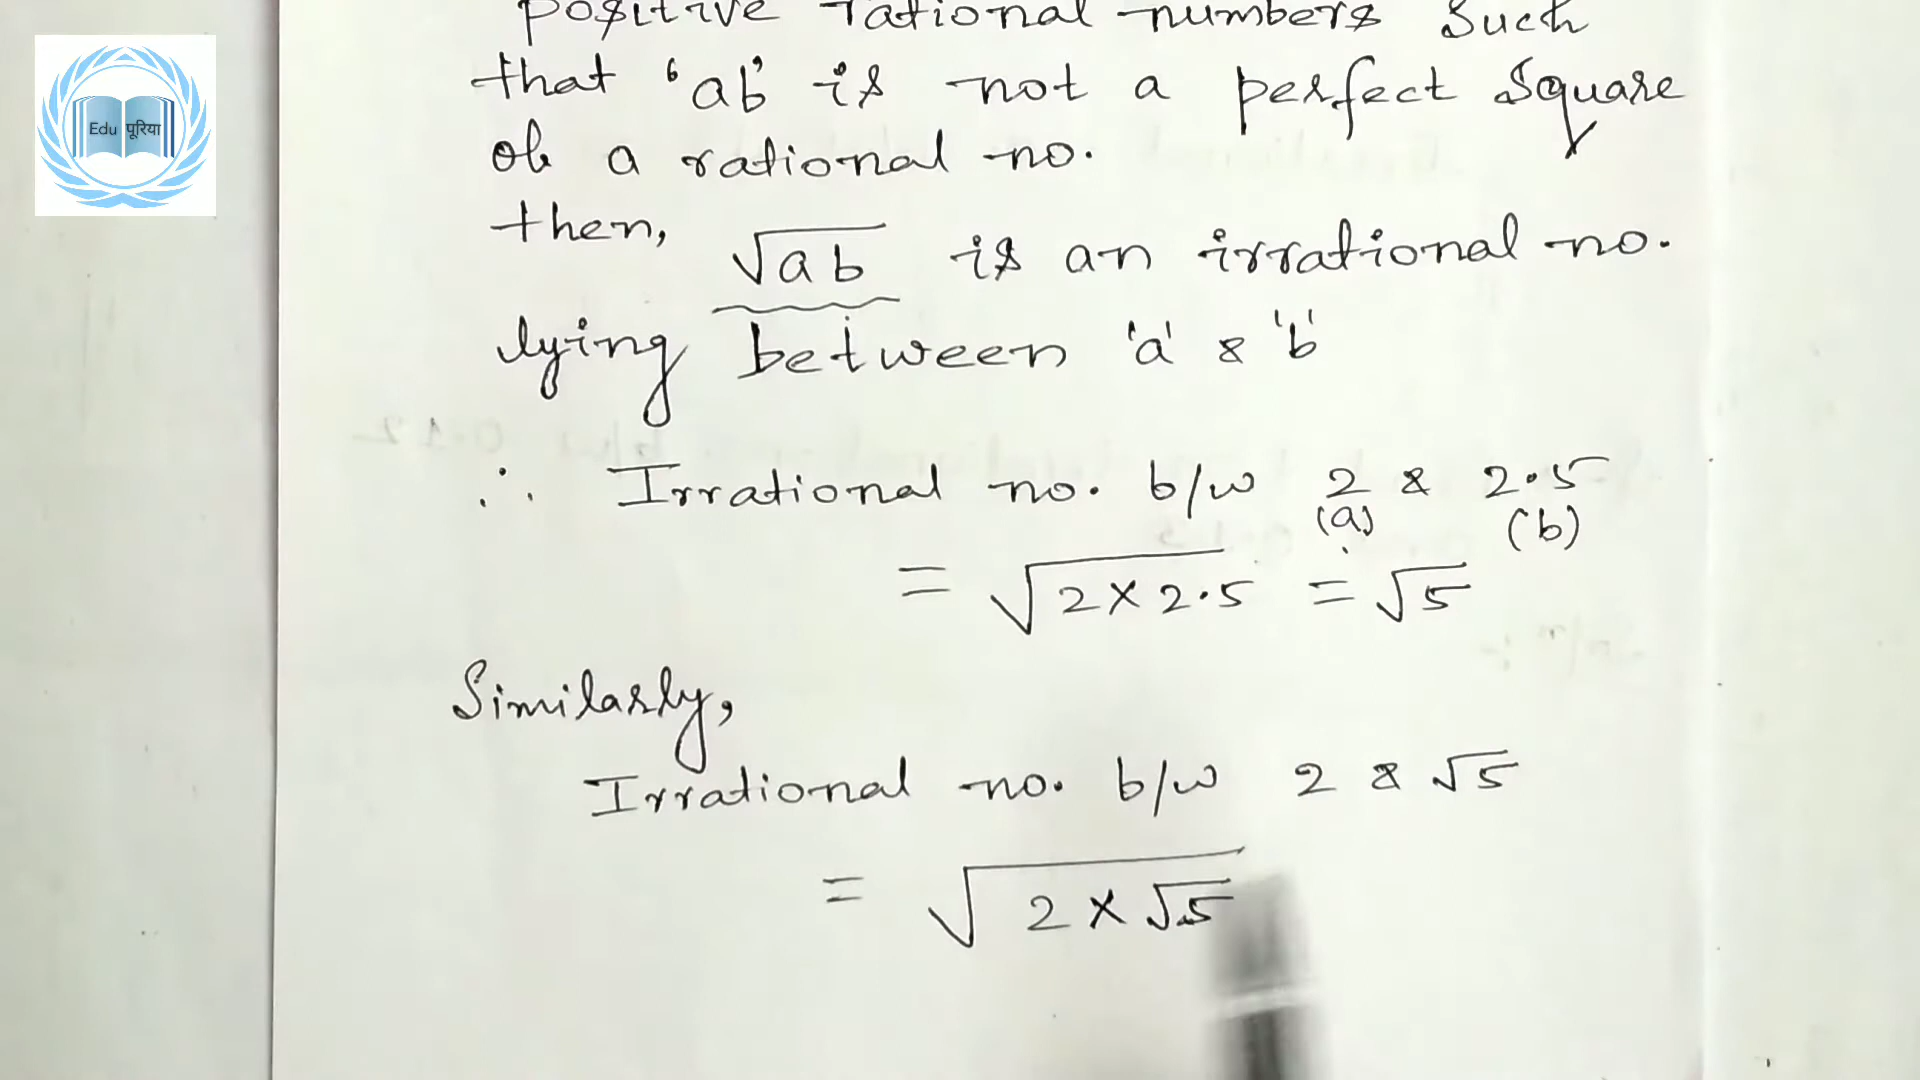 Edu पूरिया
positive rational numbers such
that 'ab' is not a perfect Square
of a rational no.
then, √ab is an irrational no.
lying between 'a' & 'b'
∴ Irrational no. b/w 2 & 2.5
(a) (b)
= √2×2.5 = √5
Similarly,
Irrational no. b/w 2 & √5
= √2×√5